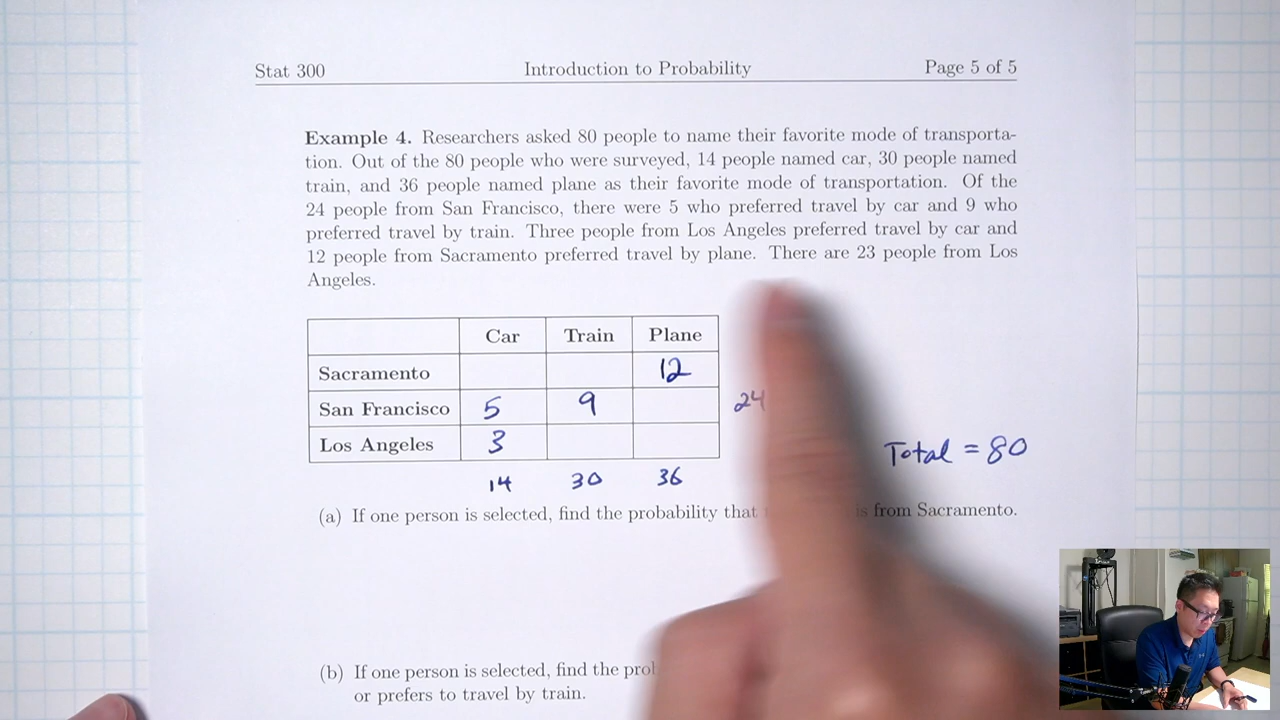 Stat 300 Introduction to Probability Page 5 of 5
Example 4. Researchers asked 80 people to name their favorite mode of transporta-
tion. Out of the 80 people who were surveyed, 14 people named car, 30 people named
train, and 36 people named plane as their favorite mode of transportation. Of the
24 people from San Francisco, there were 5 who preferred travel by car and 9 who
preferred travel by train. Three people from Los Angeles preferred travel by car and
12 people from Sacramento preferred travel by plane. There are 23 people from Los
Angeles.
Car Train Plane
Sacramento 12
San Francisco 5 9 24
Los Angeles 3
Total = 80
14 30 36
(a) If one person is selected, find the probability that is from Sacramento.
(b) If one person is selected, find the
or prefers to travel by train.